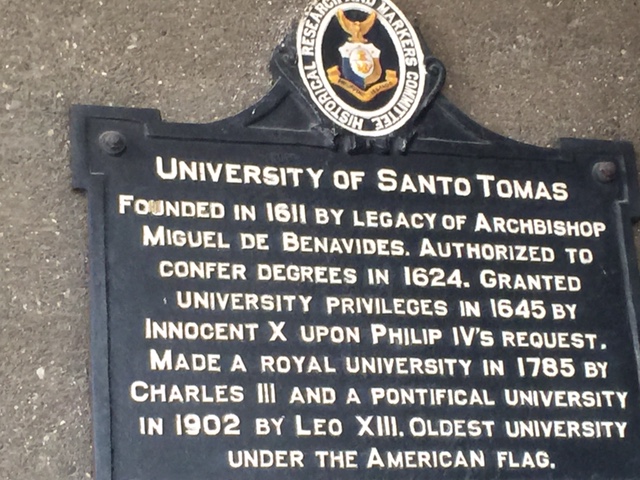 HISTORICAL RESEARCH AND MARKERS COMMITTEE
UNIVERSITY OF SANTO TOMAS
FOUNDED IN 1611 BY LEGACY OF ARCHBISHOP
MIGUEL DE BENAVIDES. AUTHORIZED TO
CONFER DEGREES IN 1624. GRANTED
UNIVERSITY PRIVILEGES IN 1645 BY
INNOCENT X UPON PHILIP IV'S REQUEST.
MADE A ROYAL UNIVERSITY IN 1785 BY
CHARLES III AND A PONTIFICAL UNIVERSITY
IN 1902 BY LEO XIII. OLDEST UNIVERSITY
UNDER THE AMERICAN FLAG.